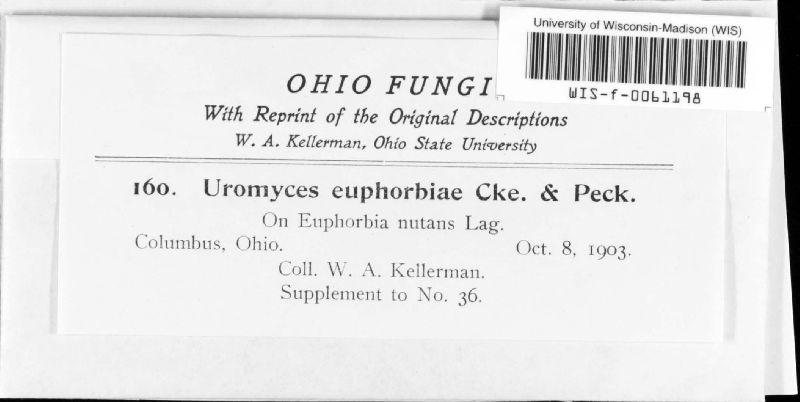 University of Wisconsin-Madison (WIS)
WIS-f-0061198
OHIO FUNGI
With Reprint of the Original Descriptions
W. A. Kellerman, Ohio State University
160. Uromyces euphorbiae Cke. & Peck.
On Euphorbia nutans Lag.
Columbus, Ohio. Oct. 8, 1903.
Coll. W. A. Kellerman.
Supplement to No. 36.